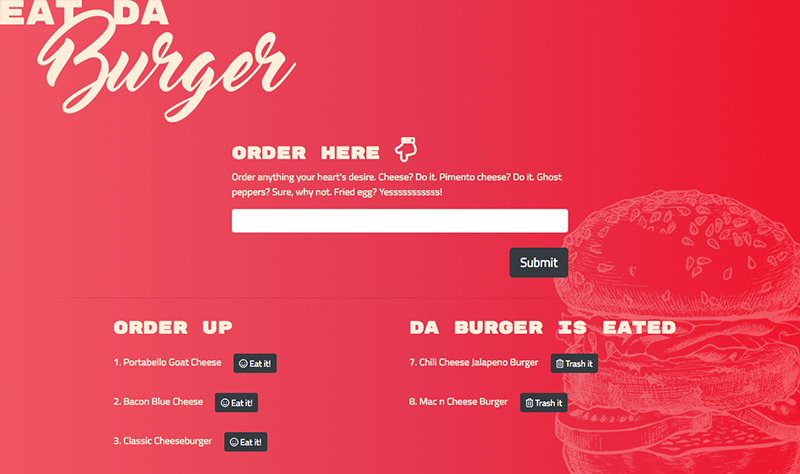 EAT DA
Burger
ORDER HERE
Order anything your heart's desire. Cheese? Do it. Pimento cheese? Do it. Ghost
peppers? Sure, why not. Fried egg? Yesssssssssss!
Submit
ORDER UP
1. Portabello Goat Cheese Eat it!
2. Bacon Blue Cheese Eat it!
3. Classic Cheeseburger Eat it!
DA BURGER IS EATED
7. Chili Cheese Jalapeno Burger Trash it
8. Mac n Cheese Burger Trash it